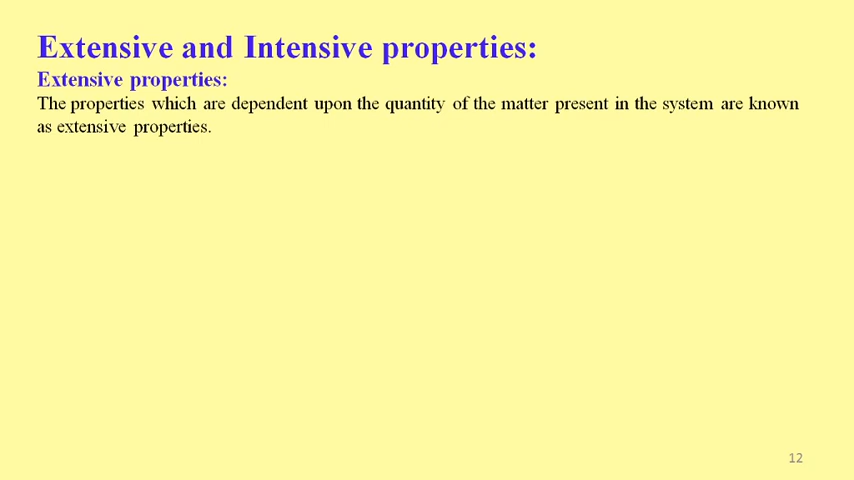 Extensive and Intensive properties:
Extensive properties:
The properties which are dependent upon the quantity of the matter present in the system are known
as extensive properties.
12